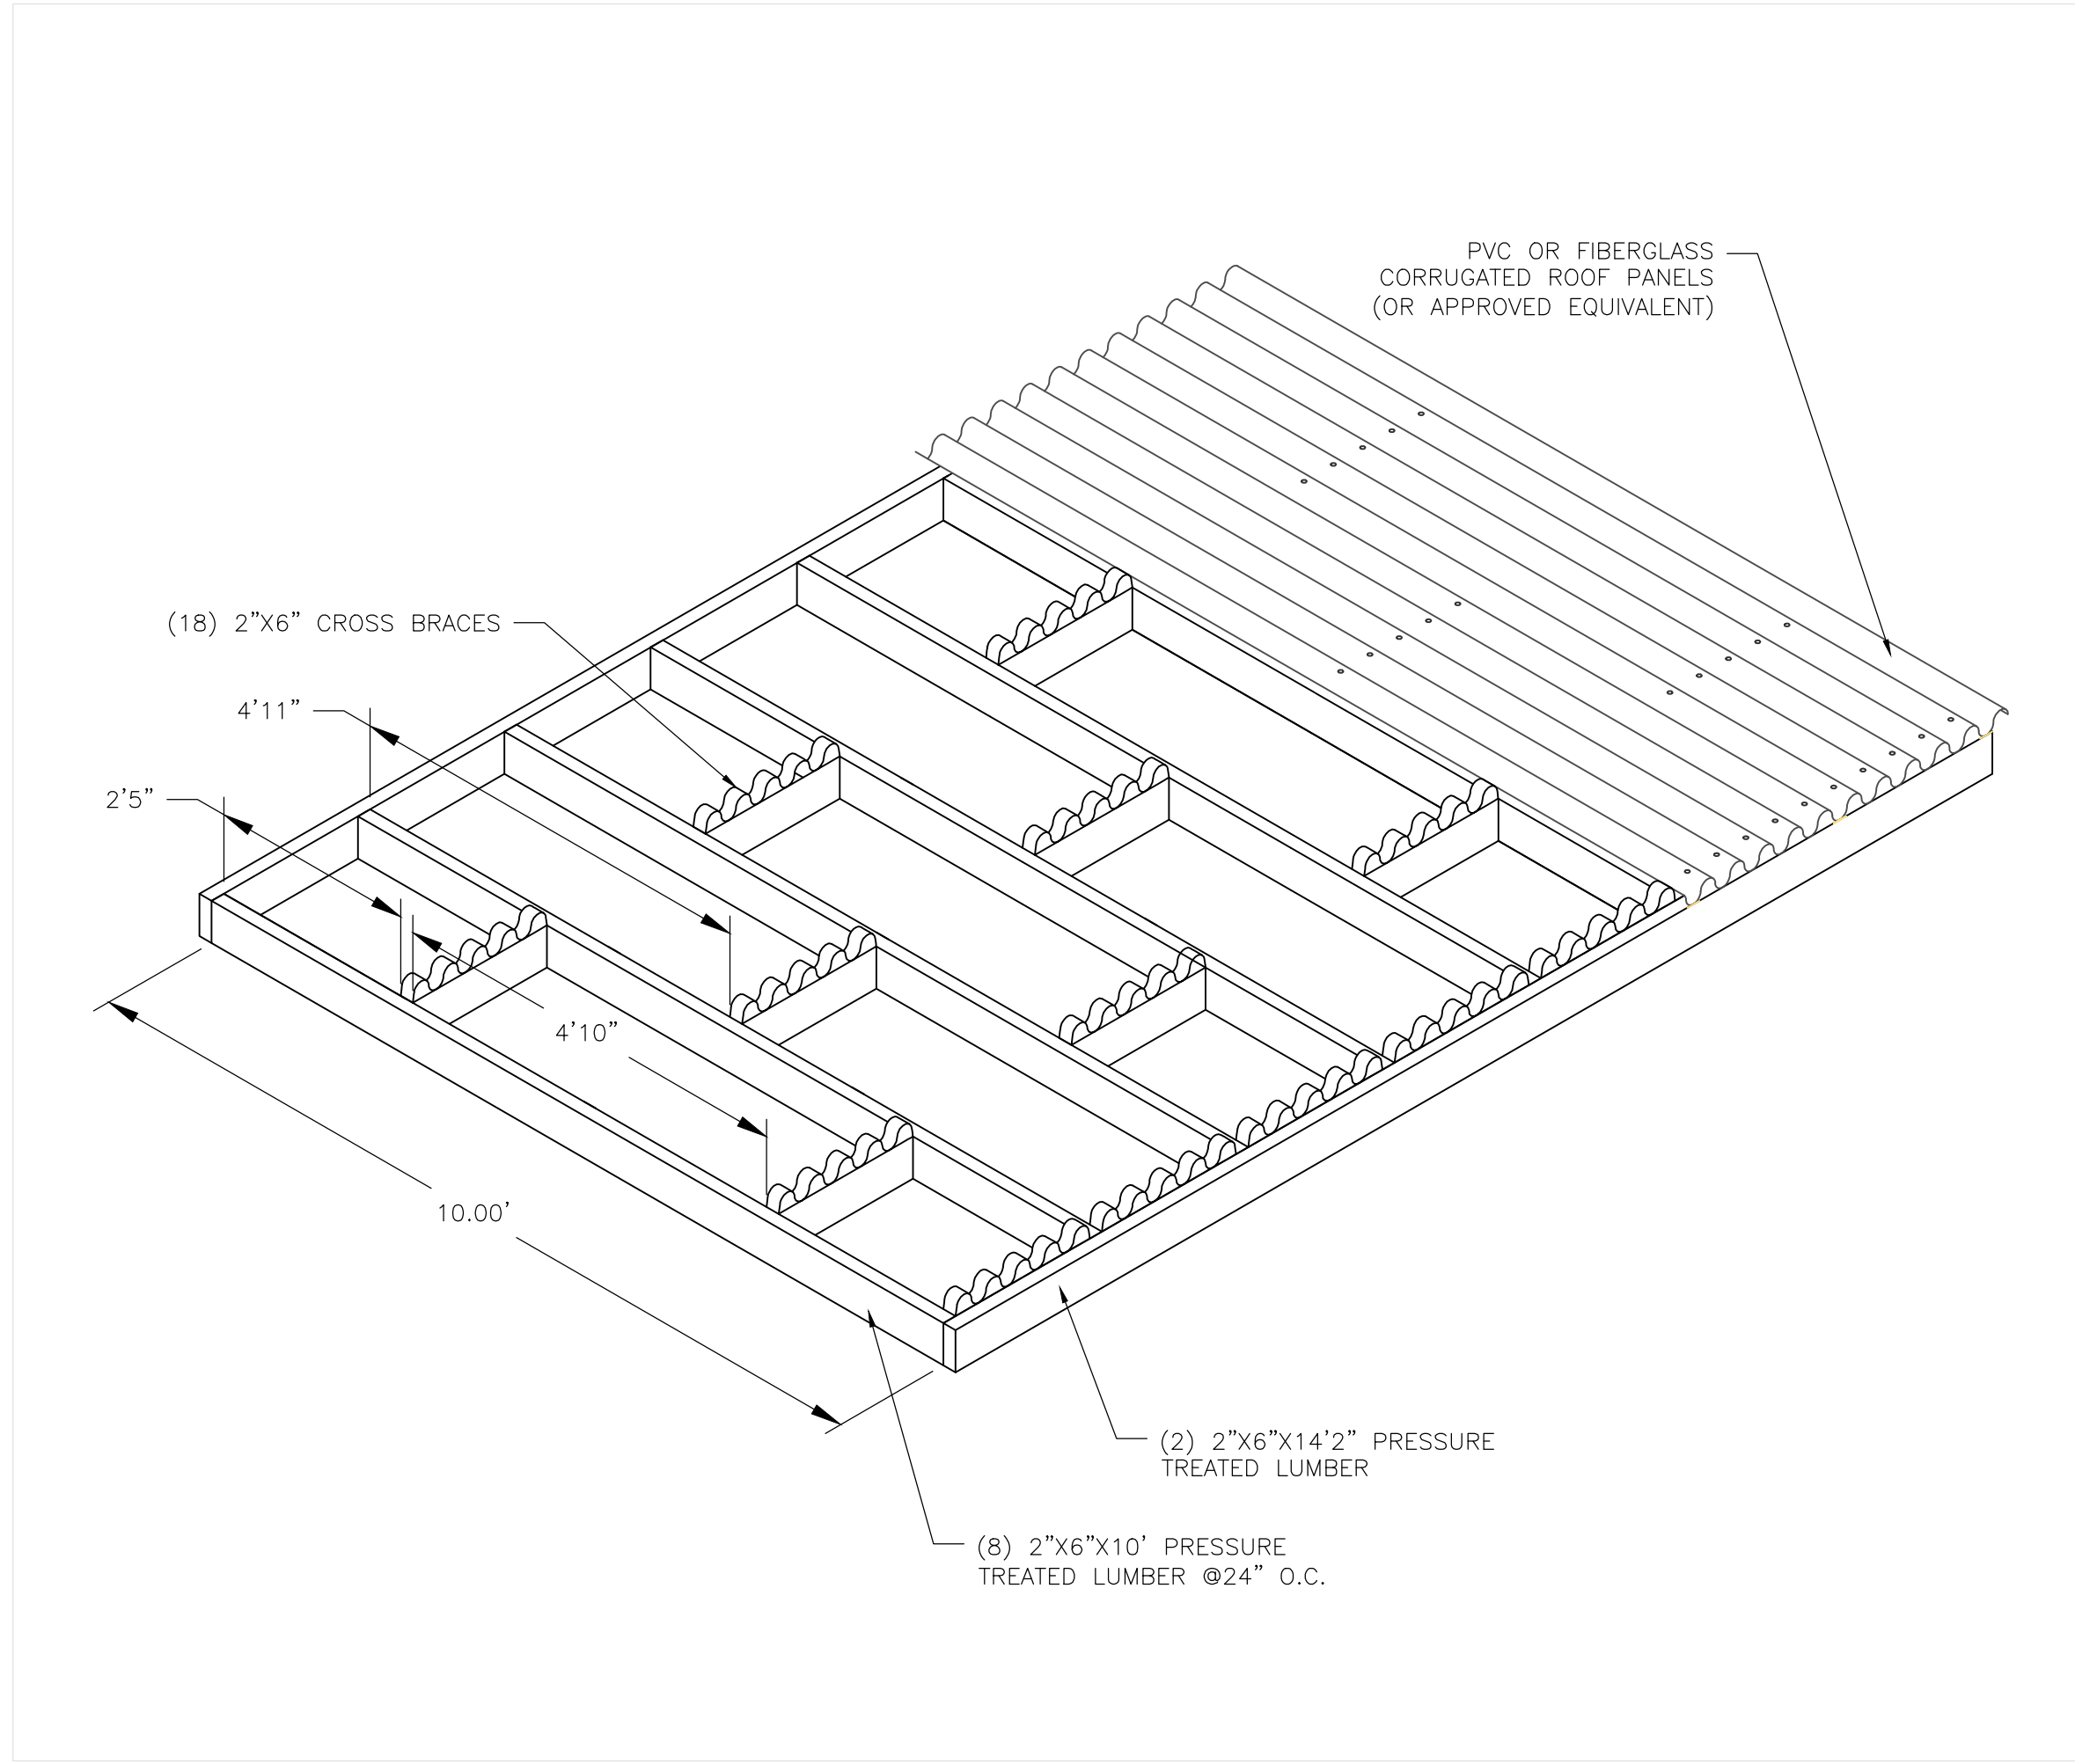 PVC OR FIBERGLASS
CORRUGATED ROOF PANELS
(OR APPROVED EQUIVALENT)
(18) 2”X6” CROSS BRACES
4’11”
2’5”
4’10”
10.00’
(2) 2”X6”X14’2” PRESSURE
TREATED LUMBER
(8) 2”X6”X10’ PRESSURE
TREATED LUMBER @24” O.C.